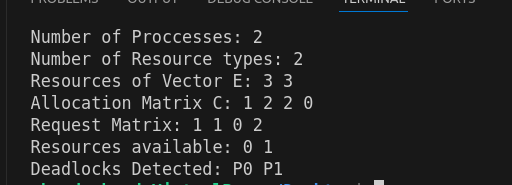 PROBLEMS OUTPUT DEBUG CONSOLE TERMINAL PORTS
Number of Proccesses: 2
Number of Resource types: 2
Resources of Vector E: 3 3
Allocation Matrix C: 1 2 2 0
Request Matrix: 1 1 0 2
Resources available: 0 1
Deadlocks Detected: P0 P1